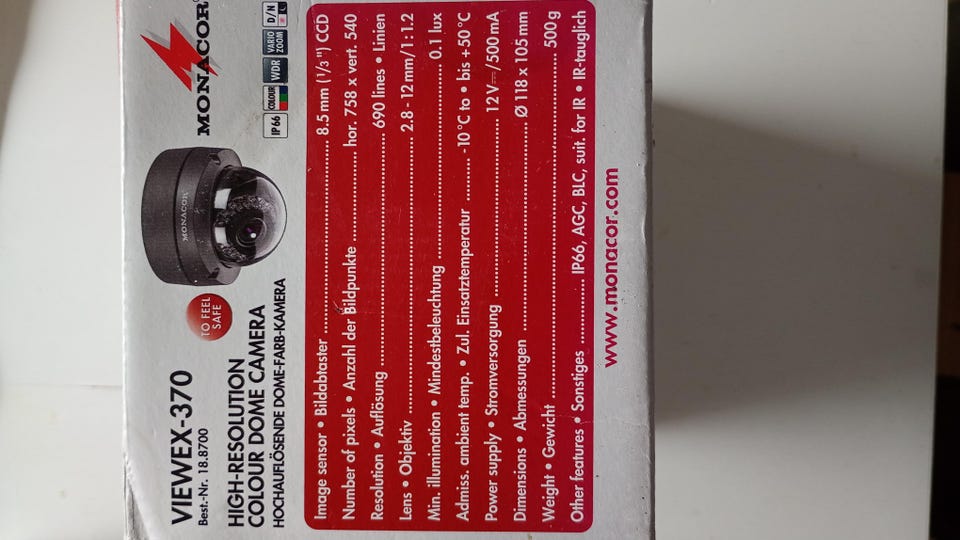 VIEWEX-370
Best.-Nr. 18.8700
HIGH-RESOLUTION
COLOUR DOME CAMERA
HOCHAUFLÖSENDE DOME-FARB-KAMERA
TO FEEL
SAFE
MONACOR
MONACOR
IP66
COLOUR
WDR
VARIO
ZOOM
D/N
Image sensor • Bildabtaster 8.5 mm (1/3") CCD
Number of pixels • Anzahl der Bildpunkte hor. 758 x vert. 540
Resolution • Auflösung 690 lines • Linien
Lens • Objektiv 2.8 - 12 mm/1:1.2
Min. illumination • Mindestbeleuchtung 0.1 lux
Admiss. ambient temp. • Zul. Einsatztemperatur -10 °C to • bis +50 °C
Power supply • Stromversorgung 12 V⎓/500 mA
Dimensions • Abmessungen Ø 118 x 105 mm
Weight • Gewicht 500 g
Other features • Sonstiges IP66, AGC, BLC, suit. for IR • IR-tauglich
www.monacor.com